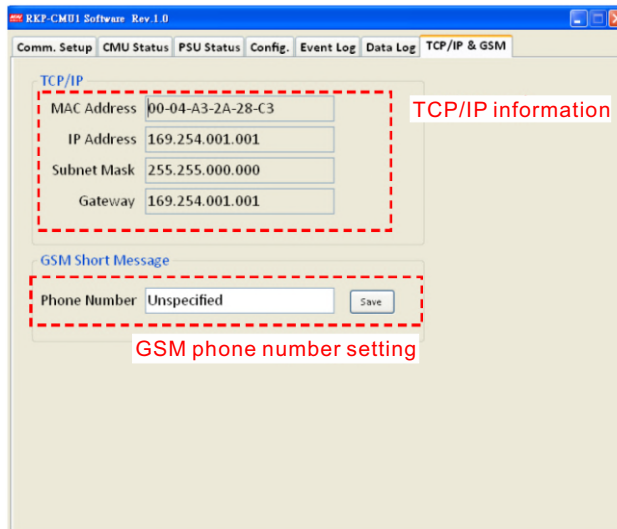 RKP-CMU1 Software Rev.1.0
Comm. Setup CMU Status PSU Status Config. Event Log Data Log TCP/IP & GSM
TCP/IP
MAC Address 00-04-A3-2A-28-C3
TCP/IP information
IP Address 169.254.001.001
Subnet Mask 255.255.000.000
Gateway 169.254.001.001
GSM Short Message
Phone Number Unspecified Save
GSM phone number setting